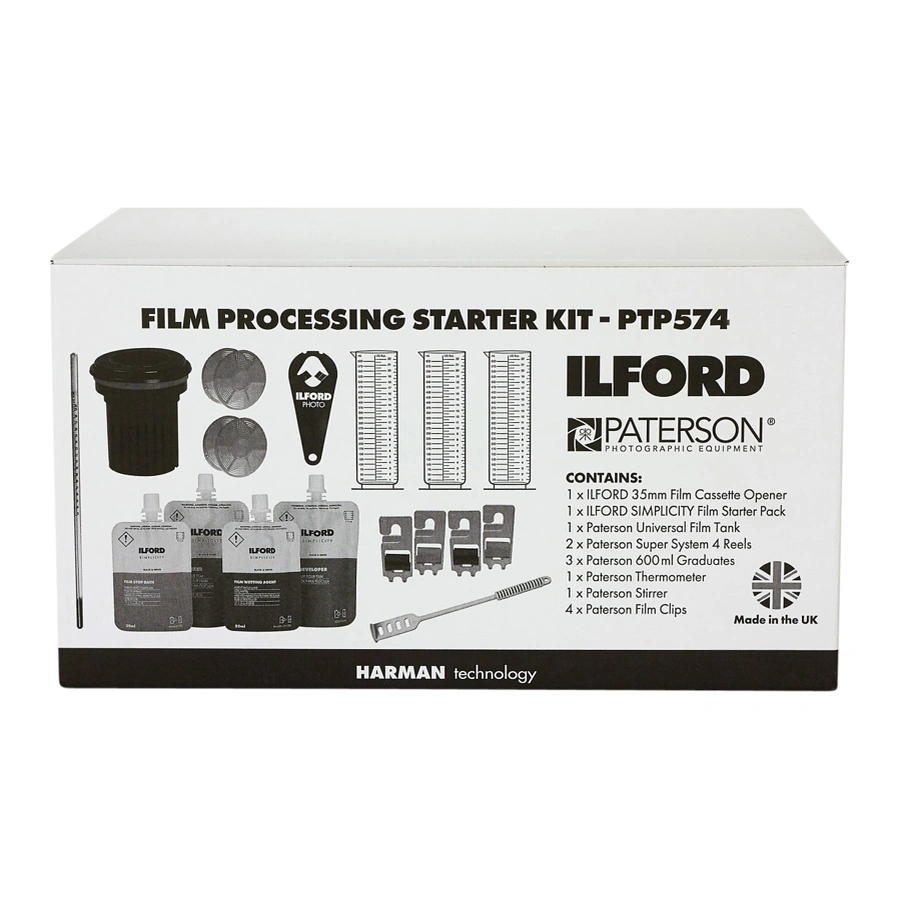 FILM PROCESSING STARTER KIT - PTP574
ILFORD
PHOTO
ILFORD
PATERSON®
PHOTOGRAPHIC EQUIPMENT
CONTAINS:
1 x ILFORD 35mm Film Cassette Opener
1 x ILFORD SIMPLICITY Film Starter Pack
1 x Paterson Universal Film Tank
2 x Paterson Super System 4 Reels
3 x Paterson 600ml Graduates
1 x Paterson Thermometer
1 x Paterson Stirrer
4 x Paterson Film Clips
Made in the UK
ILFORD
SIMPLICITY
FILM STOP BATH
ILFORD
ILFORD
SIMPLICITY
FILM WETTING AGENT
ILFORD
DEVELOPER
HARMAN technology